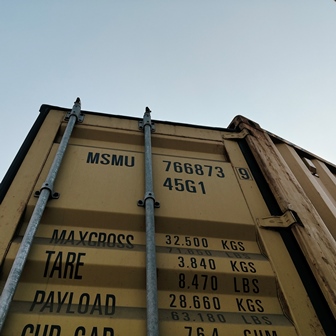 MSMU 766873 9
45G1
MAXGROSS 32.500 KGS
TARE 3.840 KGS
8.470 LBS
PAYLOAD 28.660 KGS
63.180 LBS
CUB.CAP. 76.4 CUM